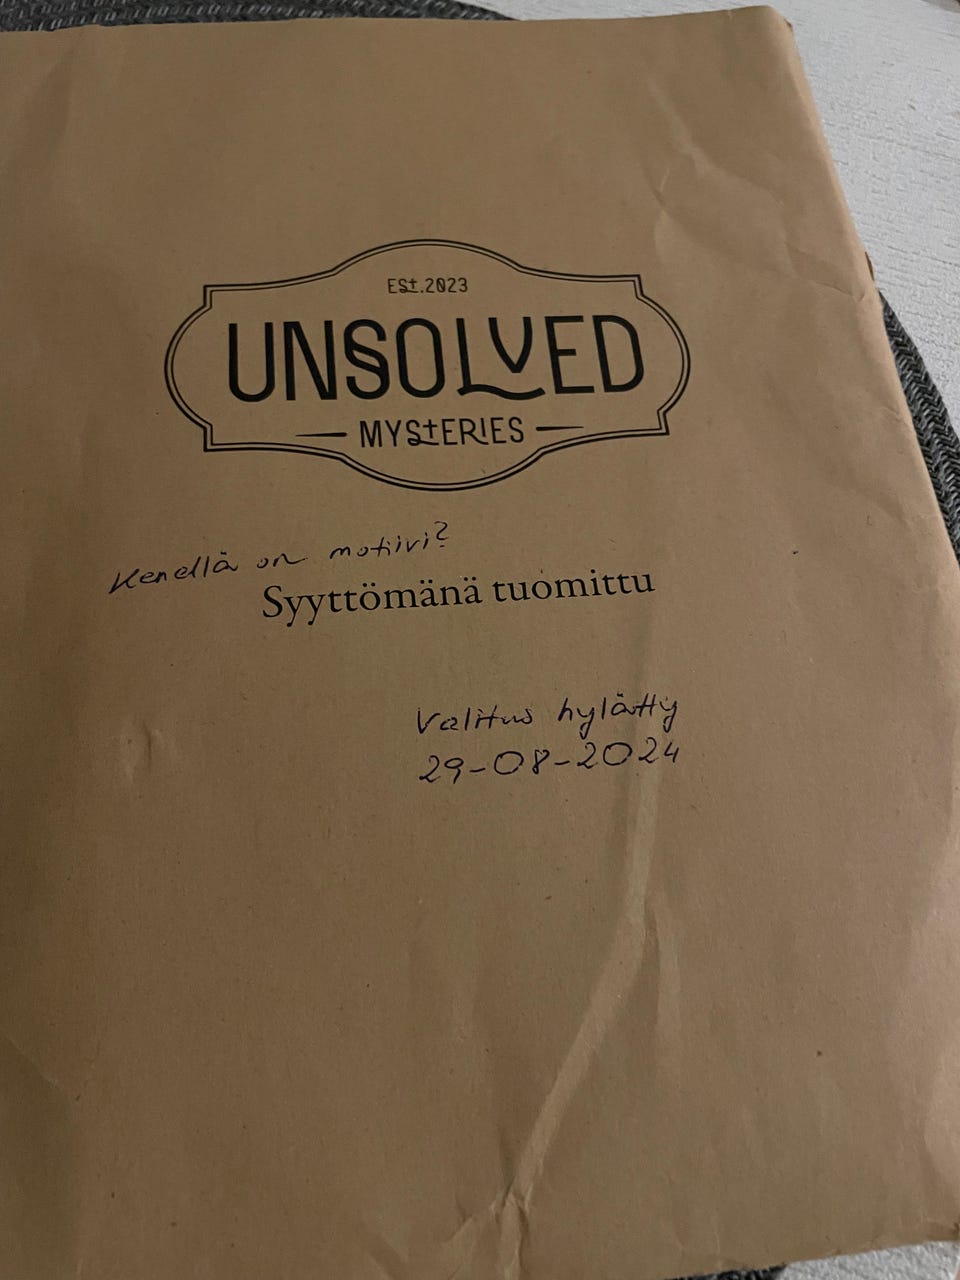 Est.2023
UNSOLVED
MYSTERIES
Kenellä on motiivi?
Syyttömänä tuomittu
Valitus hylätty
29-08-2024